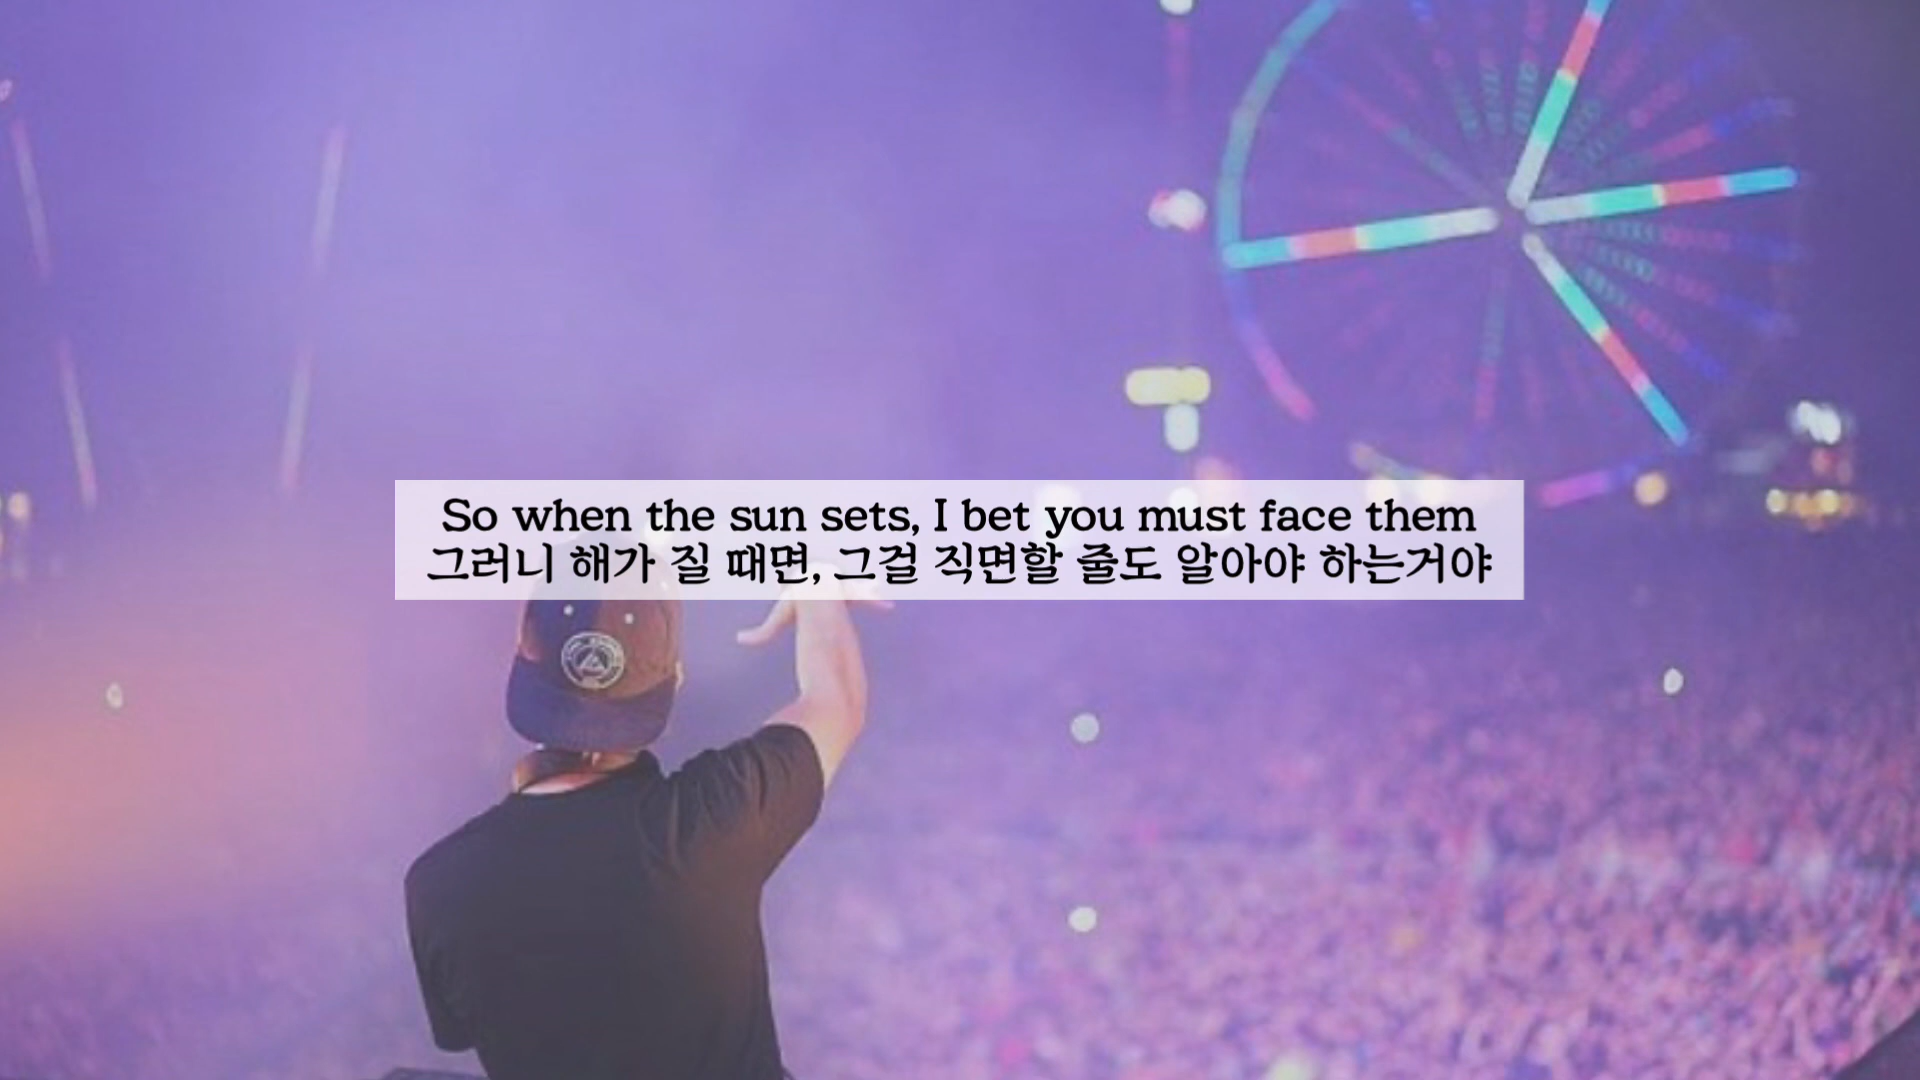 So when the sun sets, I bet you must face them
그러니 해가 질 때면, 그걸 직면할 줄도 알아야 하는거야